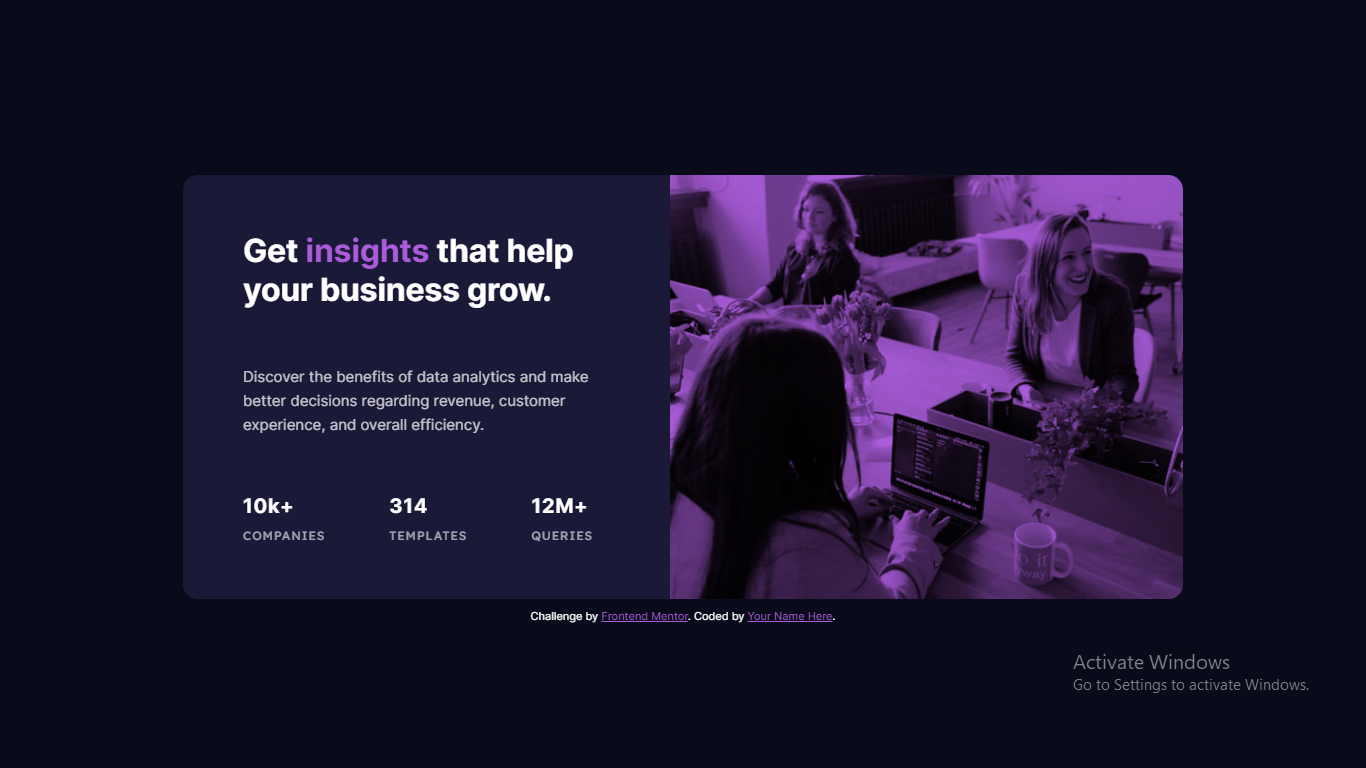 Get insights that help
your business grow.
Discover the benefits of data analytics and make
better decisions regarding revenue, customer
experience, and overall efficiency.
10k+ 314 12M+
COMPANIES TEMPLATES QUERIES
Challenge by Frontend Mentor. Coded by Your Name Here.
Activate Windows
Go to Settings to activate Windows.